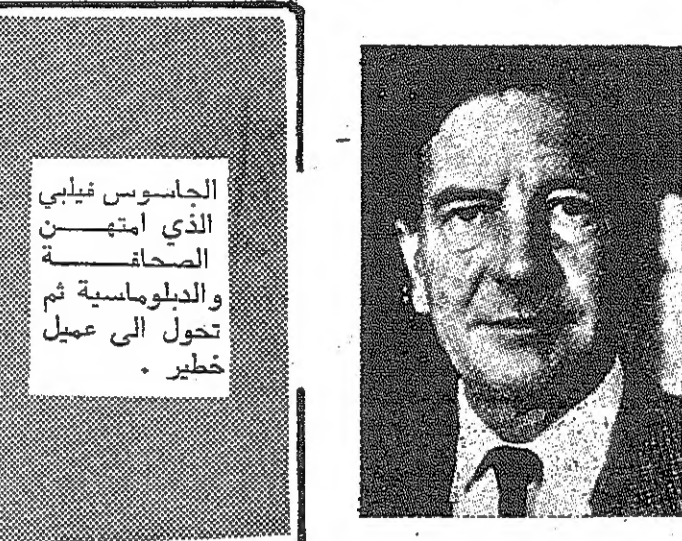 الجاسوس فيلبي
الذي امتهـــن
الصحافـــــة
والدبلوماسية ثم
تحول الى عميل
خطير .